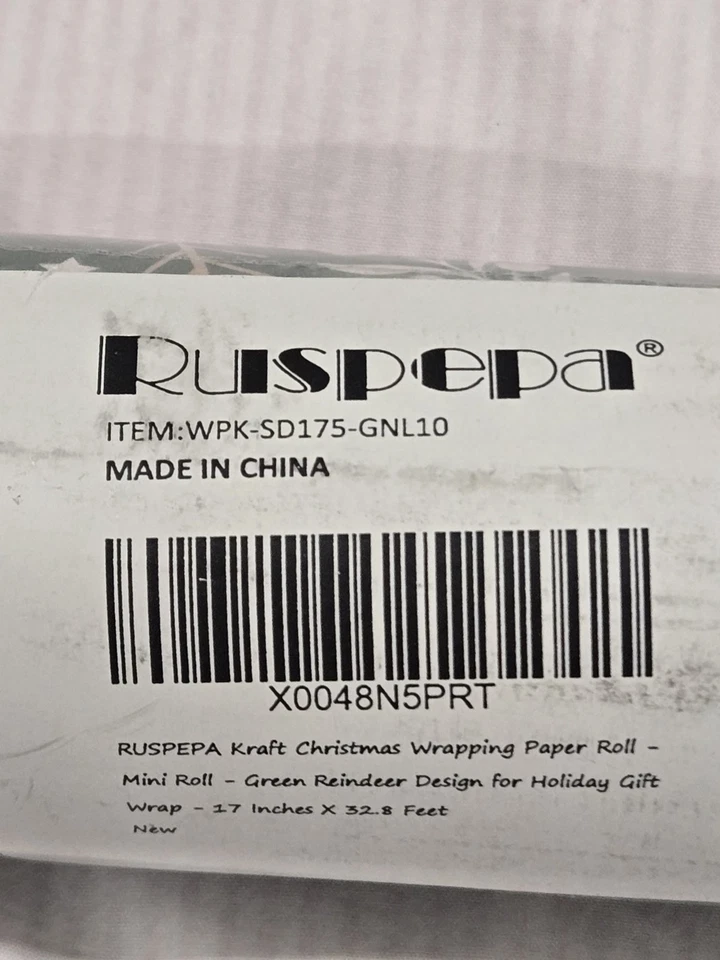 Ruspepa®
ITEM:WPK-SD175-GNL10
MADE IN CHINA
X0048N5PRT
RUSPEPA Kraft Christmas Wrapping Paper Roll -
Mini Roll - Green Reindeer Design for Holiday Gift
Wrap - 17 Inches X 32.8 Feet
New